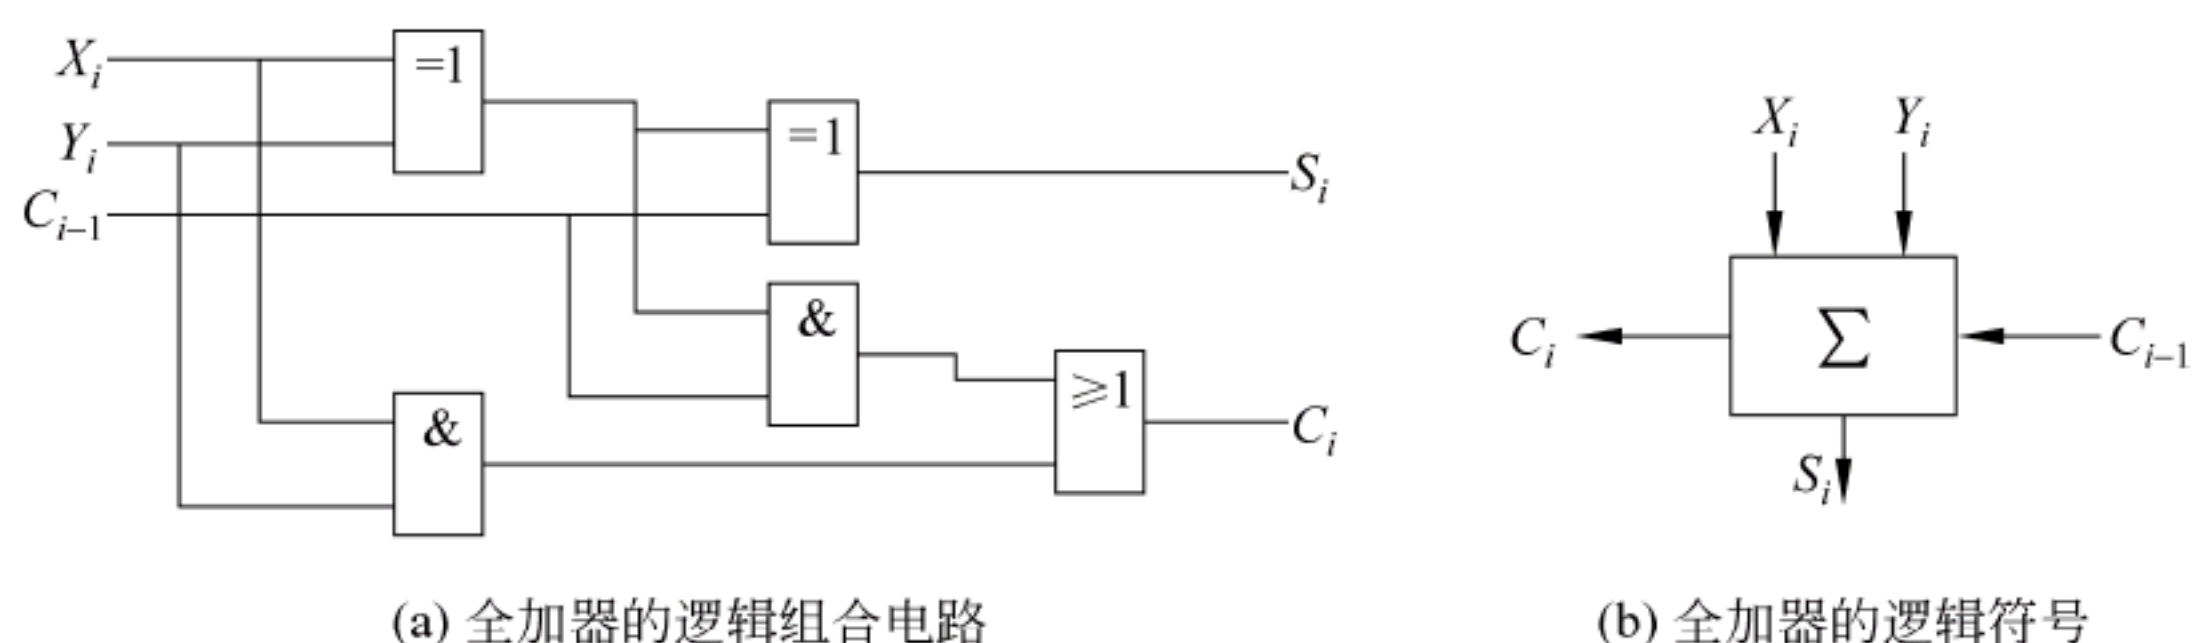 Xi
=1
Yi
=1
Si
Ci–1
&
&
≥1
Ci
Xi Yi
Ci ∑ Ci–1
Si
(a) 全加器的逻辑组合电路
(b) 全加器的逻辑符号